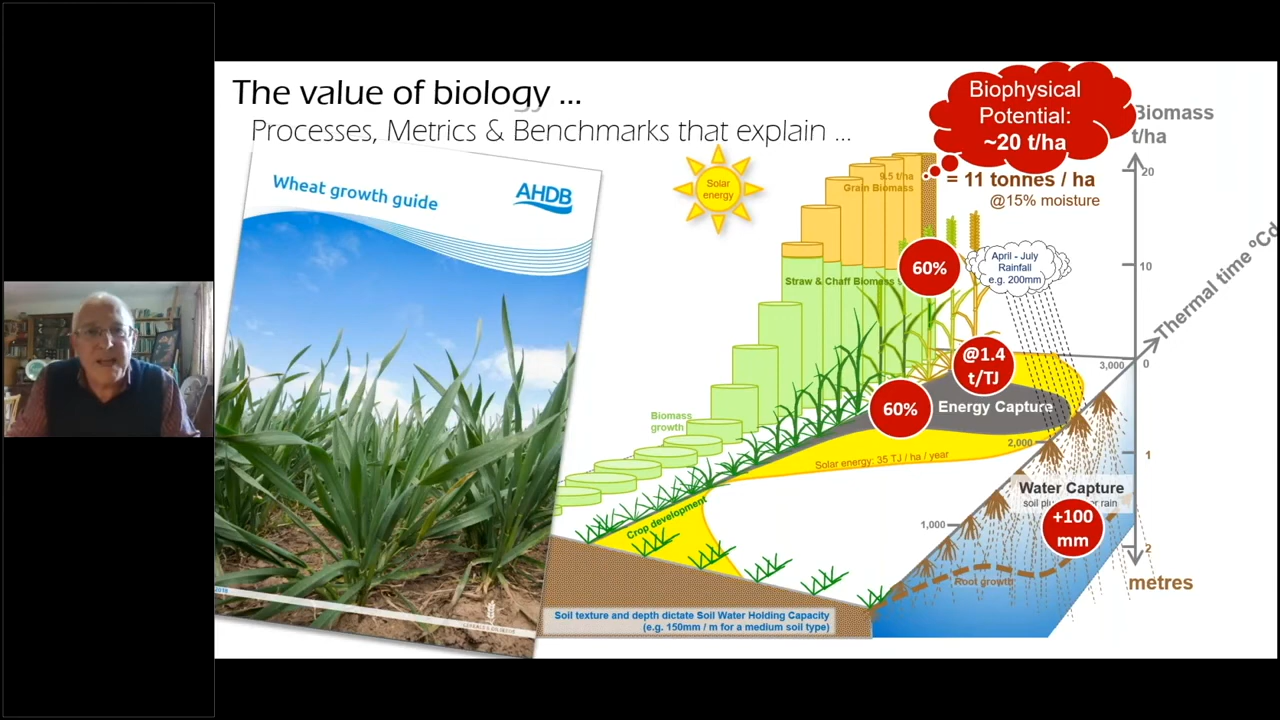 The value of biology ...
Processes, Metrics & Benchmarks that explain ...
Wheat growth guide
AHDB
Solar
energy
Biophysical
Potential:
~20 t/ha
Biomass
t/ha
9.5 t/ha
Grain Biomass
= 11 tonnes / ha
@15% moisture
20
60%
April - July
Rainfall
e.g. 200mm
10
Straw & Chaff Biomass
Thermal time ºCd
@1.4
t/TJ
3,000
0
60%
Energy Capture
Biomass
growth
2,000
Solar energy: 35 TJ / ha / year
1
Water Capture
rain
Crop development
1,000
+100
mm
2
Root growth
metres
Soil texture and depth dictate Soil Water Holding Capacity
(e.g. 150mm / m for a medium soil type)